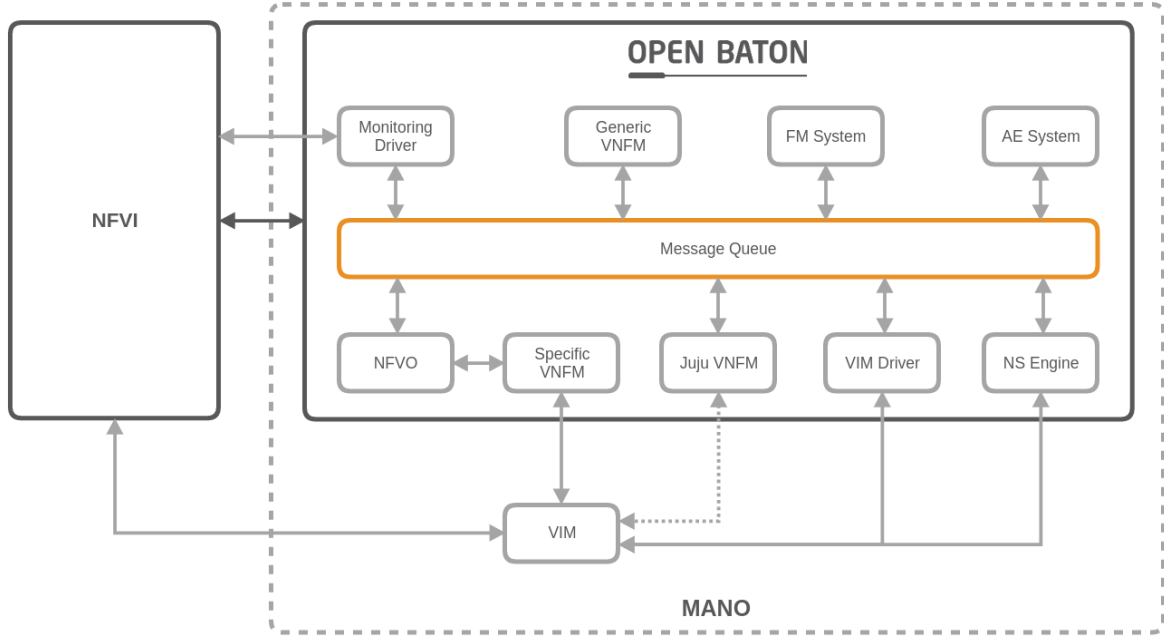 OPEN BATON
Monitoring
Driver
Generic
VNFM
FM System
AE System
NFVI
Message Queue
NFVO
Specific
VNFM
Juju VNFM
VIM Driver
NS Engine
VIM
MANO